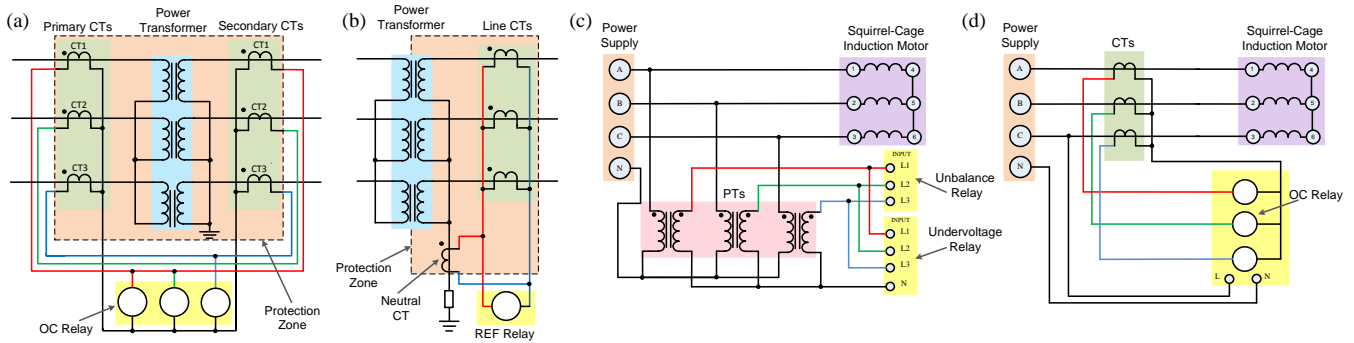 (a)
Primary CTs
Power
Transformer
Secondary CTs
CT1
CT2
CT3
CT1
CT2
CT3
OC Relay
Protection
Zone
(b)
Power
Transformer
Line CTs
Protection
Zone
Neutral
CT
REF Relay
(c)
Power
Supply
A
B
C
N
Squirrel-Cage
Induction Motor
1
2
3
4
5
6
PTs
INPUT
L1
L2
L3
Unbalance
Relay
INPUT
L1
L2
L3
N
Undervoltage
Relay
(d)
Power
Supply
A
B
C
N
CTs
Squirrel-Cage
Induction Motor
1
2
3
4
5
6
OC Relay
L
N